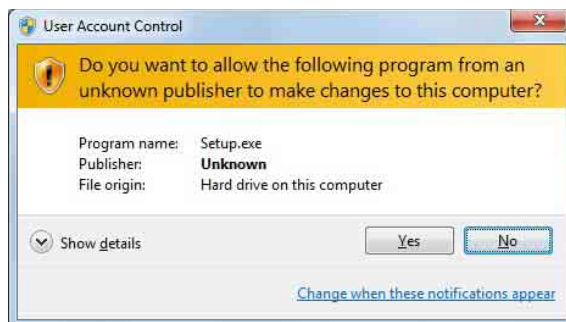 User Account Control
Do you want to allow the following program from an
unknown publisher to make changes to this computer?
Program name: Setup.exe
Publisher: Unknown
File origin: Hard drive on this computer
Show details Yes No
Change when these notifications appear